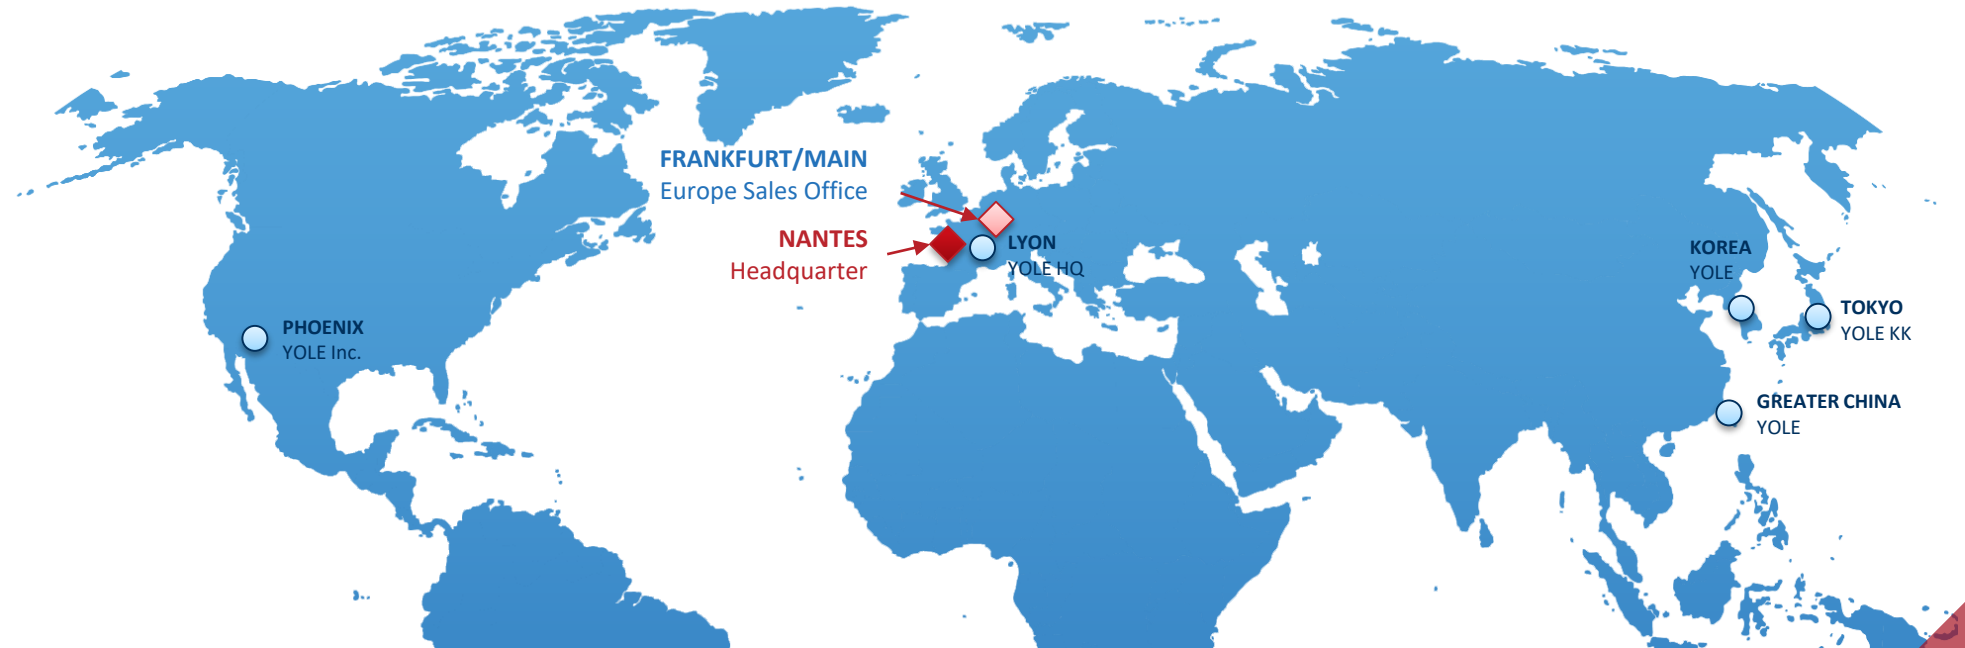 FRANKFURT/MAIN
Europe Sales Office
NANTES
Headquarter
LYON
YOLE HQ
PHOENIX
YOLE Inc.
KOREA
YOLE
TOKYO
YOLE KK
GREATER CHINA
YOLE